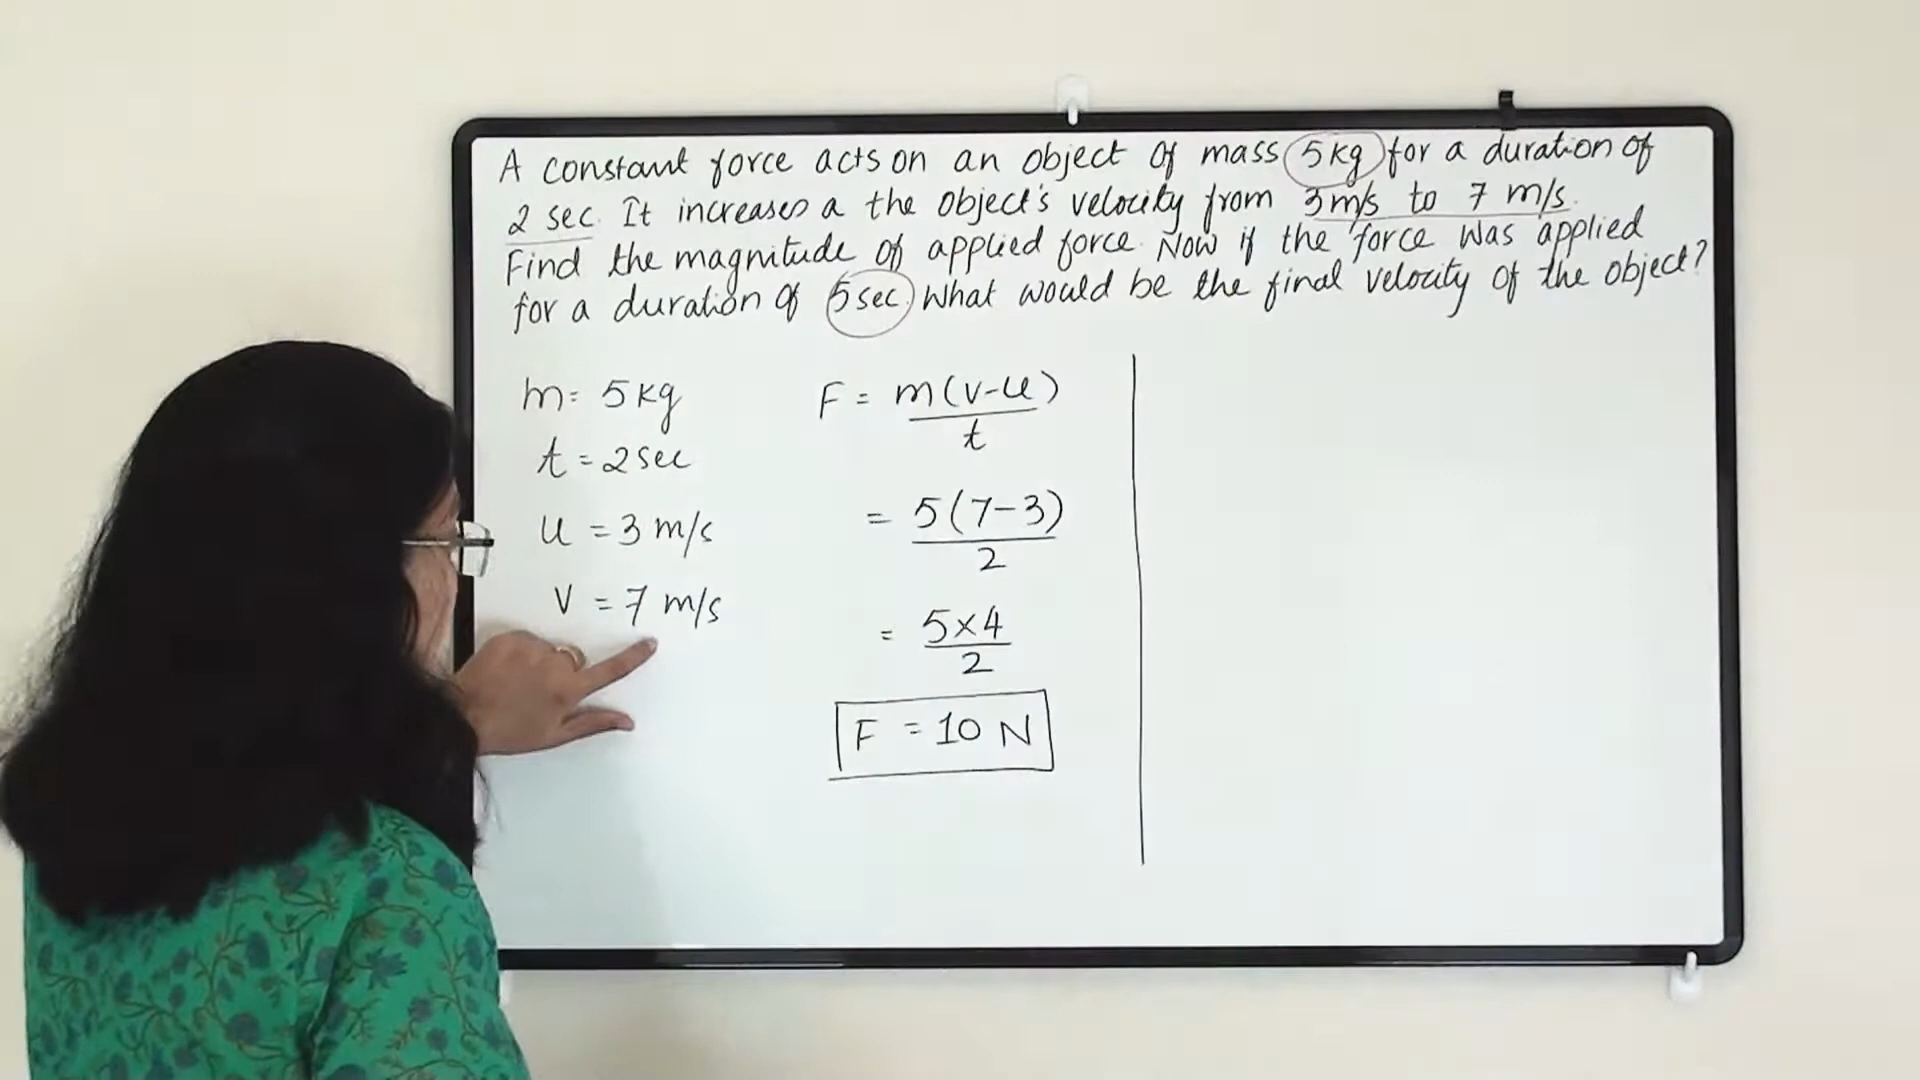 A constant force acts on an object of mass 5kg for a duration of
2 sec. It increases a the object's velocity from 3m/s to 7 m/s.
Find the magnitude of applied force. Now if the force was applied
for a duration of 5sec. What would be the final velocity of the object?
m = 5kg
t = 2sec
u = 3 m/s
v = 7 m/s
F = m(v-u)
t
= 5(7-3)
2
= 5×4
2
F = 10 N